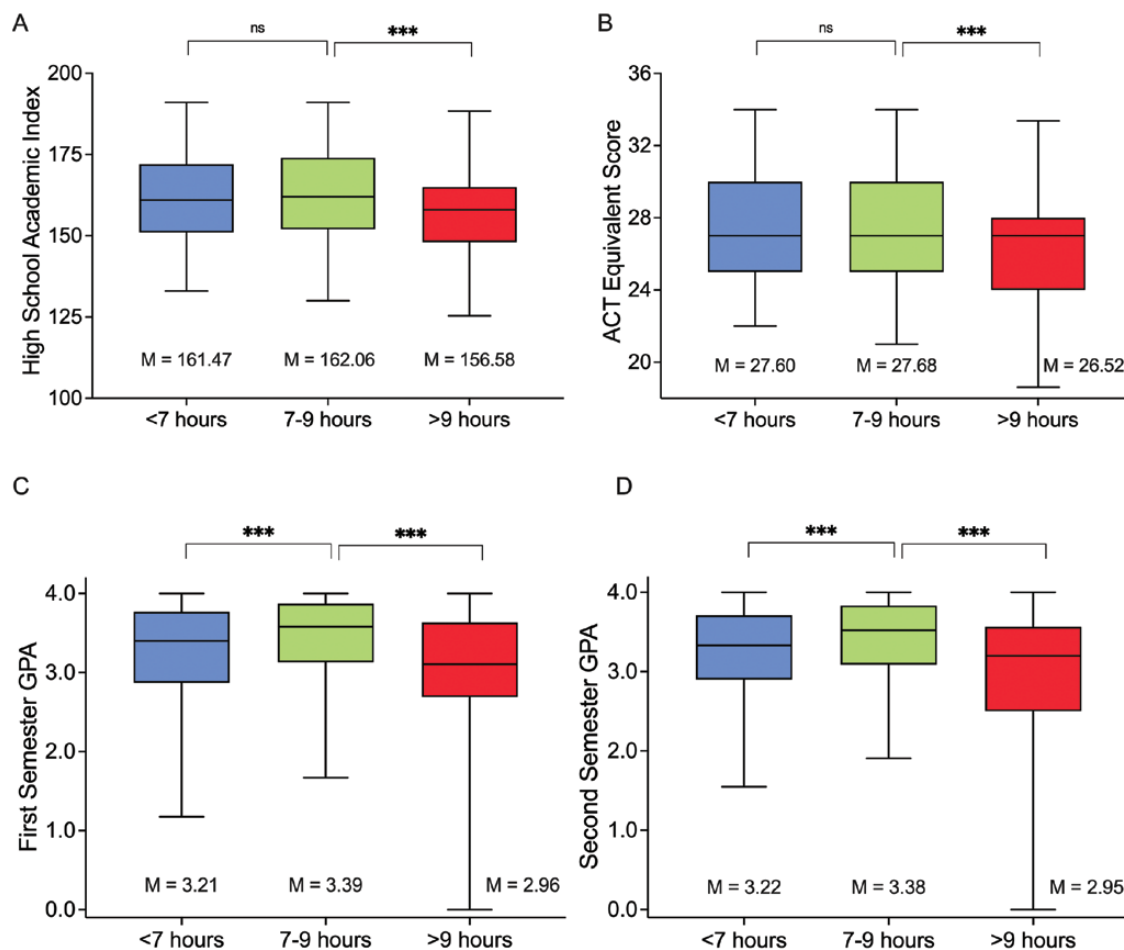 A
ns
***
High School Academic Index
200
175
150
125
100
M = 161.47
M = 162.06
M = 156.58
<7 hours
7-9 hours
>9 hours
B
ns
***
ACT Equivalent Score
36
32
28
24
20
M = 27.60
M = 27.68
M = 26.52
<7 hours
7-9 hours
>9 hours
C
***
***
First Semester GPA
4.0
3.0
2.0
1.0
0.0
M = 3.21
M = 3.39
M = 2.96
<7 hours
7-9 hours
>9 hours
D
***
***
Second Semester GPA
4.0
3.0
2.0
1.0
0.0
M = 3.22
M = 3.38
M = 2.95
<7 hours
7-9 hours
>9 hours